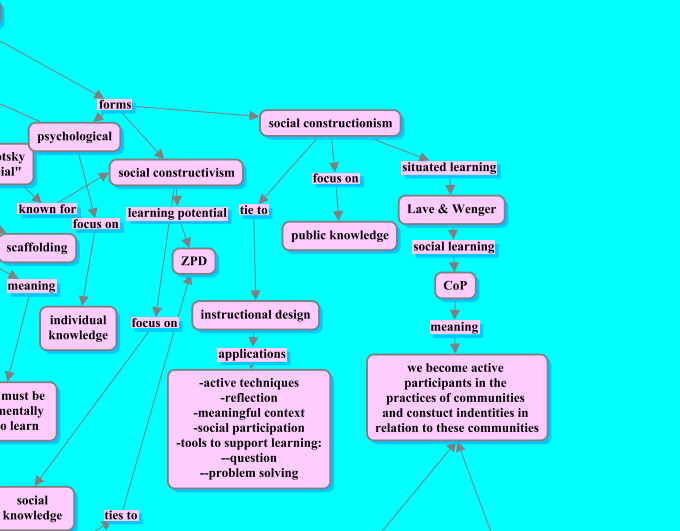 forms
social constructionism
psychological
situated learning
social constructivism
focus on
known for
learning potential
tie to
Lave & Wenger
focus on
public knowledge
scaffolding
social learning
ZPD
meaning
CoP
individual
knowledge
focus on
instructional design
meaning
applications
we become active
participants in the
practices of communities
and constuct indentities in
relation to these communities
-active techniques
-reflection
-meaningful context
-social participation
-tools to support learning:
--question
--problem solving
must be
o learn
social
knowledge
ties to